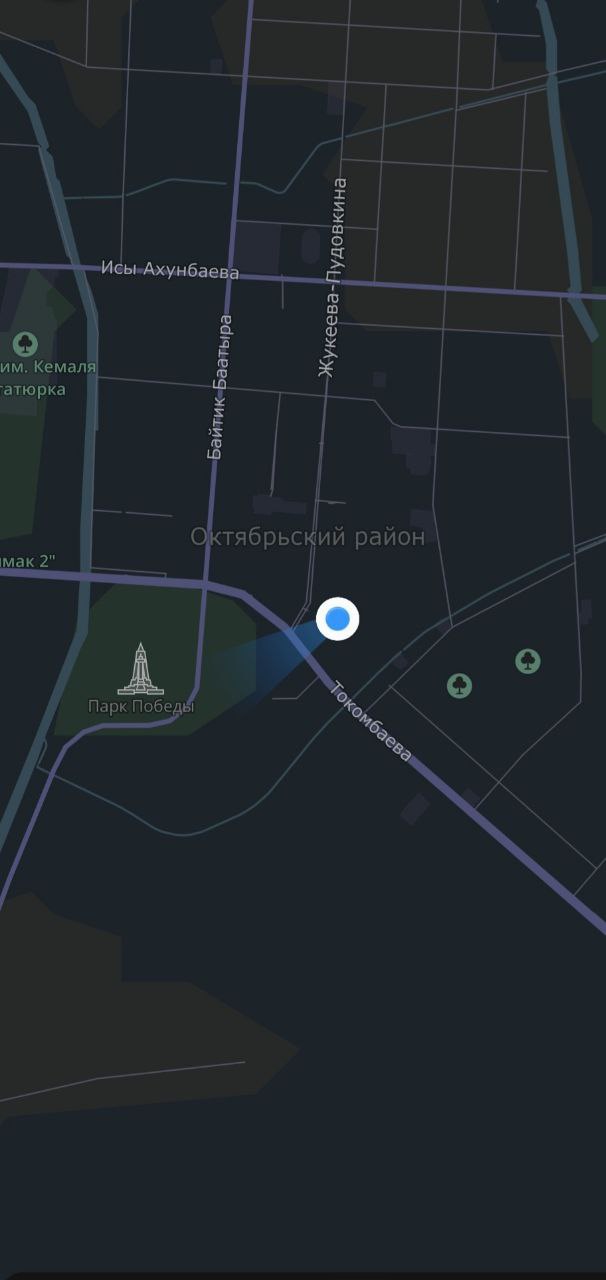 Исы Ахунбаева
Жукеева-Пудовкина
Байтик Баатыра
им. Кемаля
татюрка
Октябрьский район
мак 2"
Парк Победы
Токомбаева